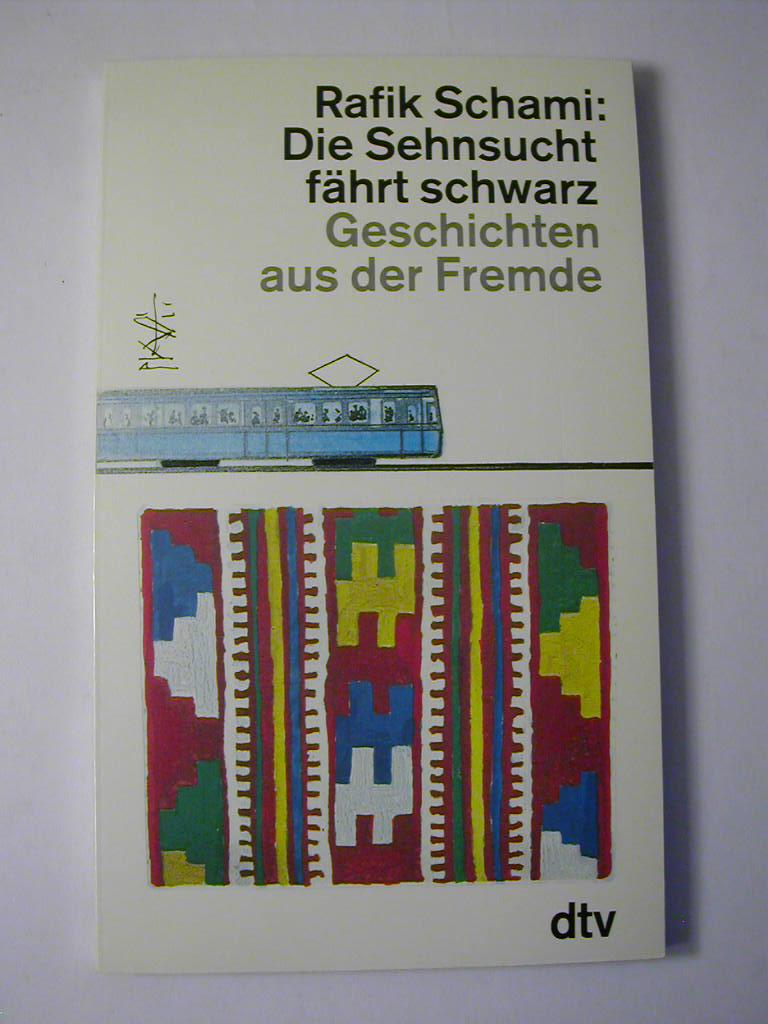 Rafik Schami:
Die Sehnsucht
fährt schwarz
Geschichten
aus der Fremde
dtv